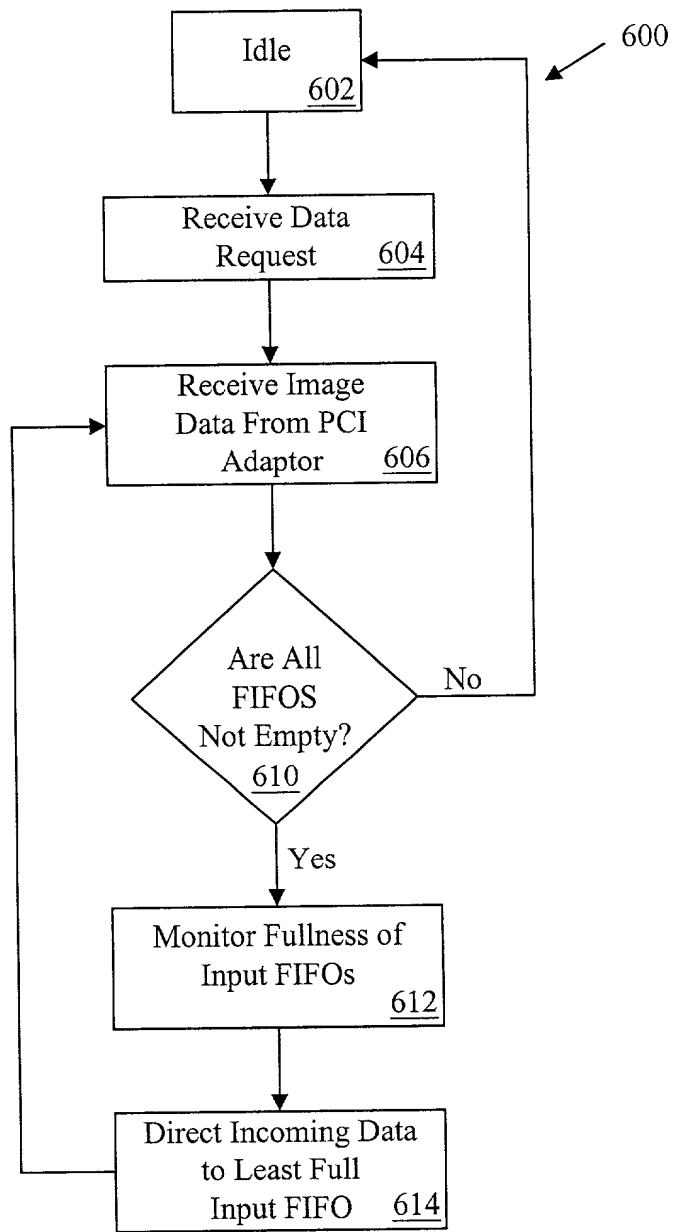 600
Idle
602
Receive Data
Request 604
Receive Image
Data From PCI
Adaptor 606
Are All
FIFOS
Not Empty?
610
No
Yes
Monitor Fullness of
Input FIFOs
612
Direct Incoming Data
to Least Full
Input FIFO 614